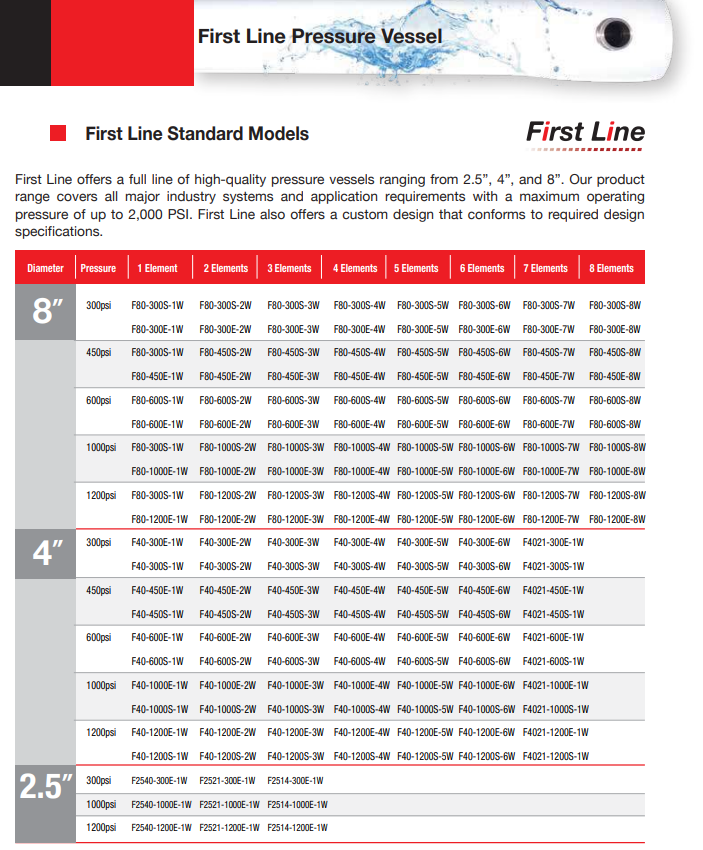 First Line Pressure Vessel
First Line Standard Models
First Line
First Line offers a full line of high-quality pressure vessels ranging from 2.5”, 4”, and 8”. Our product
range covers all major industry systems and application requirements with a maximum operating
pressure of up to 2,000 PSI. First Line also offers a custom design that conforms to required design
specifications.
Diameter Pressure 1 Element 2 Elements 3 Elements 4 Elements 5 Elements 6 Elements 7 Elements 8 Elements
8” 300psi F80-300S-1W F80-300S-2W F80-300S-3W F80-300S-4W F80-300S-5W F80-300S-6W F80-300S-7W F80-300S-8W
F80-300E-1W F80-300E-2W F80-300E-3W F80-300E-4W F80-300E-5W F80-300E-6W F80-300E-7W F80-300E-8W
450psi F80-300S-1W F80-450S-2W F80-450S-3W F80-450S-4W F80-450S-5W F80-450S-6W F80-450S-7W F80-450S-8W
F80-450E-1W F80-450E-2W F80-450E-3W F80-450E-4W F80-450E-5W F80-450E-6W F80-450E-7W F80-450E-8W
600psi F80-600S-1W F80-600S-2W F80-600S-3W F80-600S-4W F80-600S-5W F80-600S-6W F80-600S-7W F80-600S-8W
F80-600E-1W F80-600E-2W F80-600E-3W F80-600E-4W F80-600E-5W F80-600E-6W F80-600E-7W F80-600S-8W
1000psi F80-300S-1W F80-1000S-2W F80-1000S-3W F80-1000S-4W F80-1000S-5W F80-1000S-6W F80-1000S-7W F80-1000S-8W
F80-1000E-1W F80-1000E-2W F80-1000E-3W F80-1000E-4W F80-1000E-5W F80-1000E-6W F80-1000E-7W F80-1000E-8W
1200psi F80-300S-1W F80-1200S-2W F80-1200S-3W F80-1200S-4W F80-1200S-5W F80-1200S-6W F80-1200S-7W F80-1200S-8W
F80-1200E-1W F80-1200E-2W F80-1200E-3W F80-1200E-4W F80-1200E-5W F80-1200E-6W F80-1200E-7W F80-1200E-8W
4” 300psi F40-300E-1W F40-300E-2W F40-300E-3W F40-300E-4W F40-300E-5W F40-300E-6W F4021-300E-1W
F40-300S-1W F40-300S-2W F40-300S-3W F40-300S-4W F40-300S-5W F40-300S-6W F4021-300S-1W
450psi F40-450E-1W F40-450E-2W F40-450E-3W F40-450E-4W F40-450E-5W F40-450E-6W F4021-450E-1W
F40-450S-1W F40-450S-2W F40-450S-3W F40-450S-4W F40-450S-5W F40-450S-6W F4021-450S-1W
600psi F40-600E-1W F40-600E-2W F40-600E-3W F40-600E-4W F40-600E-5W F40-600E-6W F4021-600E-1W
F40-600S-1W F40-600S-2W F40-600S-3W F40-600S-4W F40-600S-5W F40-600S-6W F4021-600S-1W
1000psi F40-1000E-1W F40-1000E-2W F40-1000E-3W F40-1000E-4W F40-1000E-5W F40-1000E-6W F4021-1000E-1W
F40-1000S-1W F40-1000S-2W F40-1000S-3W F40-1000S-4W F40-1000S-5W F40-1000S-6W F4021-1000S-1W
1200psi F40-1200E-1W F40-1200E-2W F40-1200E-3W F40-1200E-4W F40-1200E-5W F40-1200E-6W F4021-1200E-1W
F40-1200S-1W F40-1200S-2W F40-1200S-3W F40-1200S-4W F40-1200S-5W F40-1200S-6W F4021-1200S-1W
2.5” 300psi F2540-300E-1W F2521-300E-1W F2514-300E-1W
1000psi F2540-1000E-1W F2521-1000E-1W F2514-1000E-1W
1200psi F2540-1200E-1W F2521-1200E-1W F2514-1200E-1W